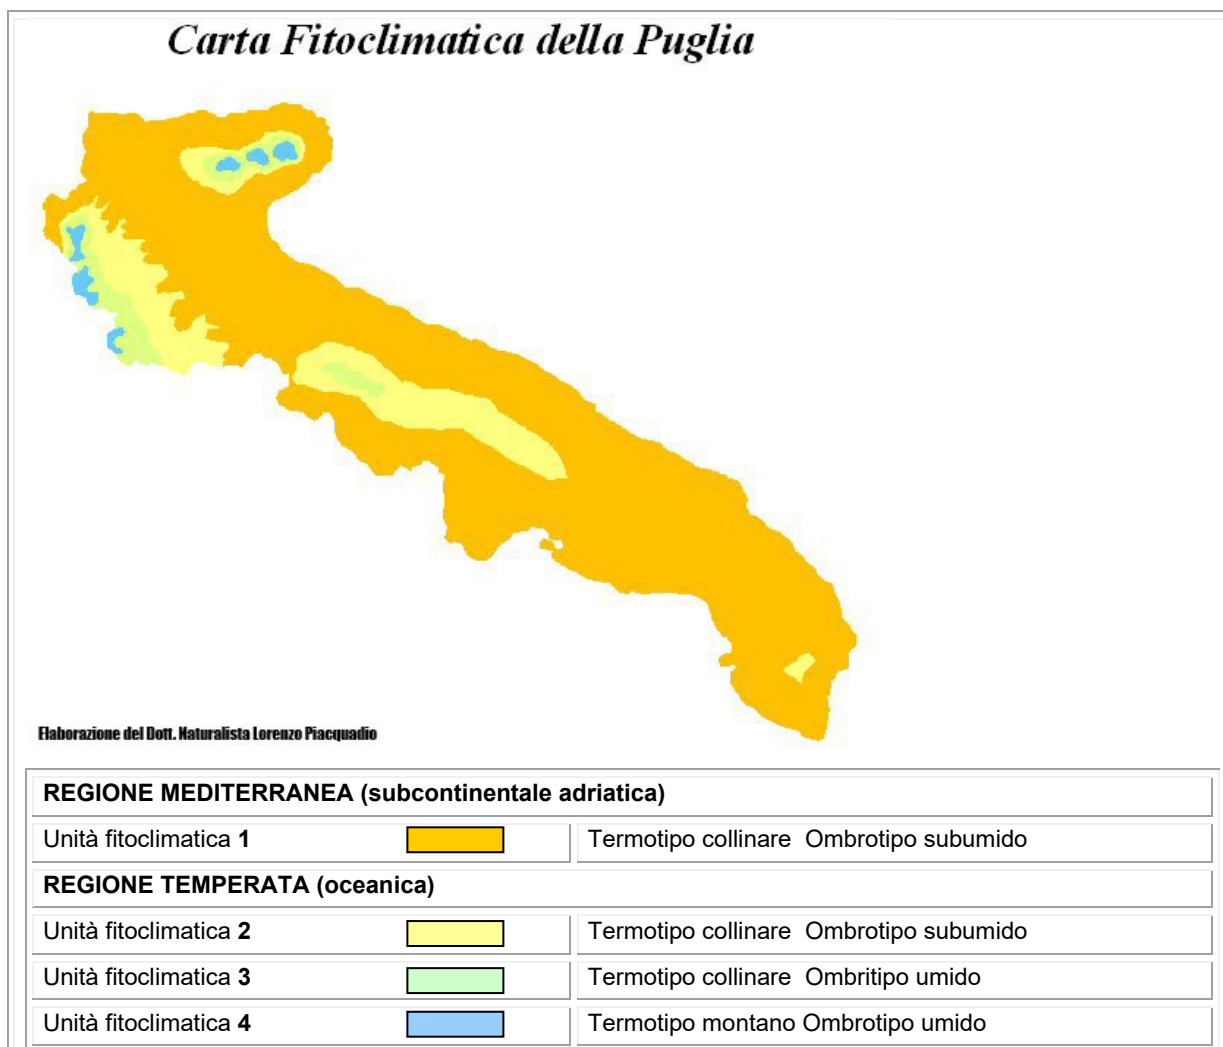 Carta Fitoclimatica della Puglia
Elaborazione del Dott. Naturalista Lorenzo Piacquadio
REGIONE MEDITERRANEA (subcontinentale adriatica)
Unità fitoclimatica 1 Termotipo collinare Ombrotipo subumido
REGIONE TEMPERATA (oceanica)
Unità fitoclimatica 2 Termotipo collinare Ombrotipo subumido
Unità fitoclimatica 3 Termotipo collinare Ombritipo umido
Unità fitoclimatica 4 Termotipo montano Ombrotipo umido